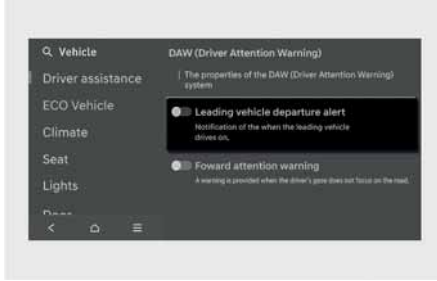 Vehicle
Driver assistance
ECO Vehicle
Climate
Seat
Lights
DAW (Driver Attention Warning)
The properties of the DAW (Driver Attention Warning)
system
Leading vehicle departure alert
Notification of the when the leading vehicle
drives on.
Foward attention warning
A warning is provided when the driver's gaze does not focus on the road.